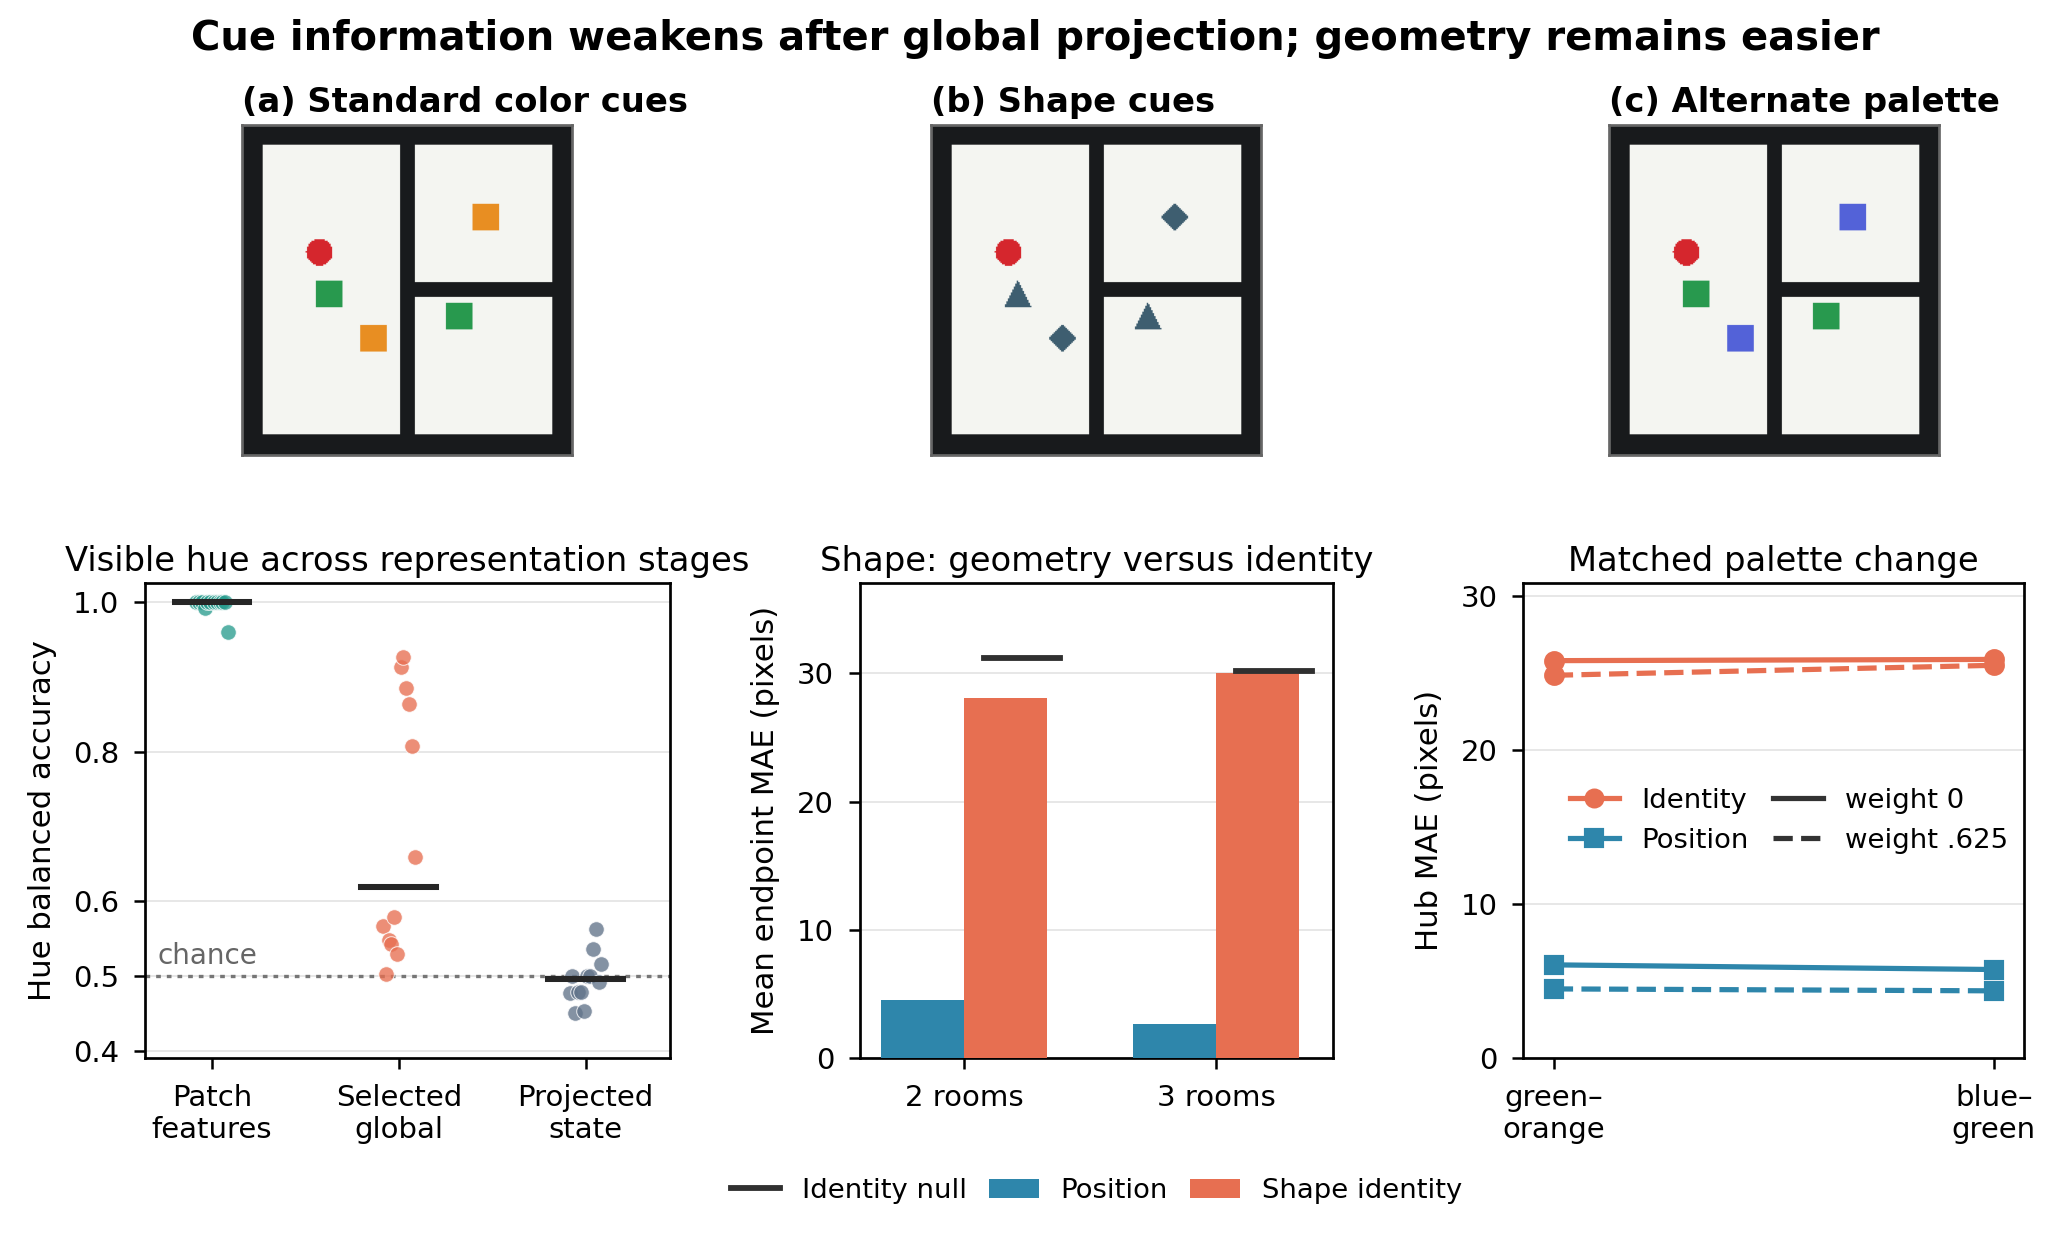 Cue information weakens after global projection; geometry remains easier
(a) Standard color cues
(b) Shape cues
(c) Alternate palette
Visible hue across representation stages
Hue balanced accuracy
1.0
0.8
0.6
0.5
0.4
chance
Patch
features
Selected
global
Projected
state
Shape: geometry versus identity
Mean endpoint MAE (pixels)
30
20
10
0
2 rooms
3 rooms
Matched palette change
Hub MAE (pixels)
30
20
10
0
Identity
Position
weight 0
weight .625
green–
orange
blue–
green
Identity null
Position
Shape identity